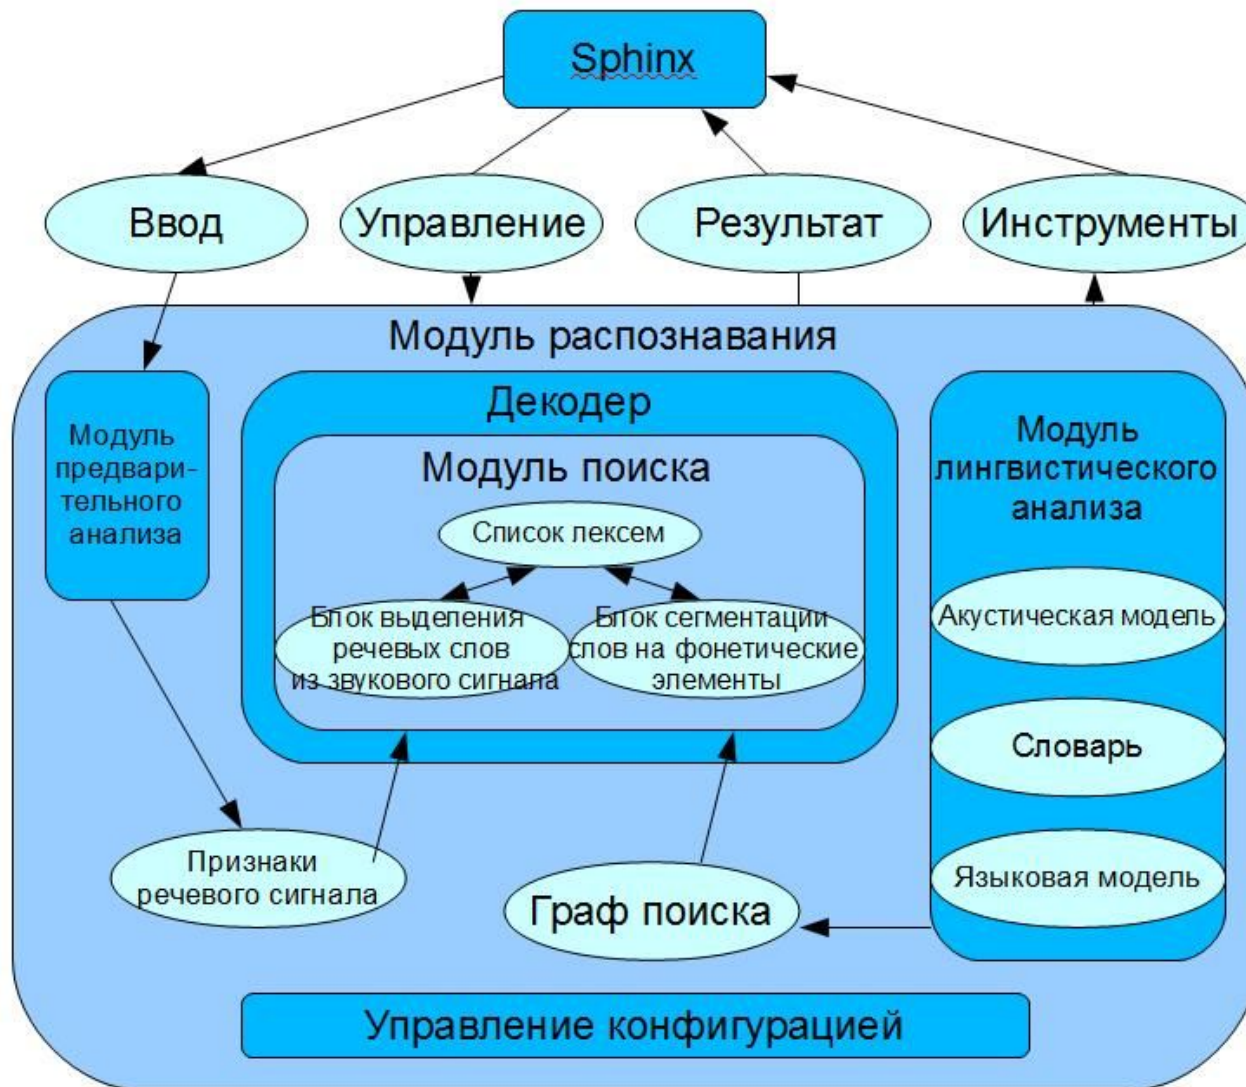 Sphinx
Ввод
Управление
Результат
Инструменты
Модуль распознавания
Модуль
предвари-
тельного
анализа
Декодер
Модуль поиска
Список лексем
Блок выделения
речевых слов
из звукового сигнала
Блок сегментации
слов на фонетические
элементы
Модуль
лингвистического
анализа
Акустическая модель
Словарь
Языковая модель
Признаки
речевого сигнала
Граф поиска
Управление конфигурацией